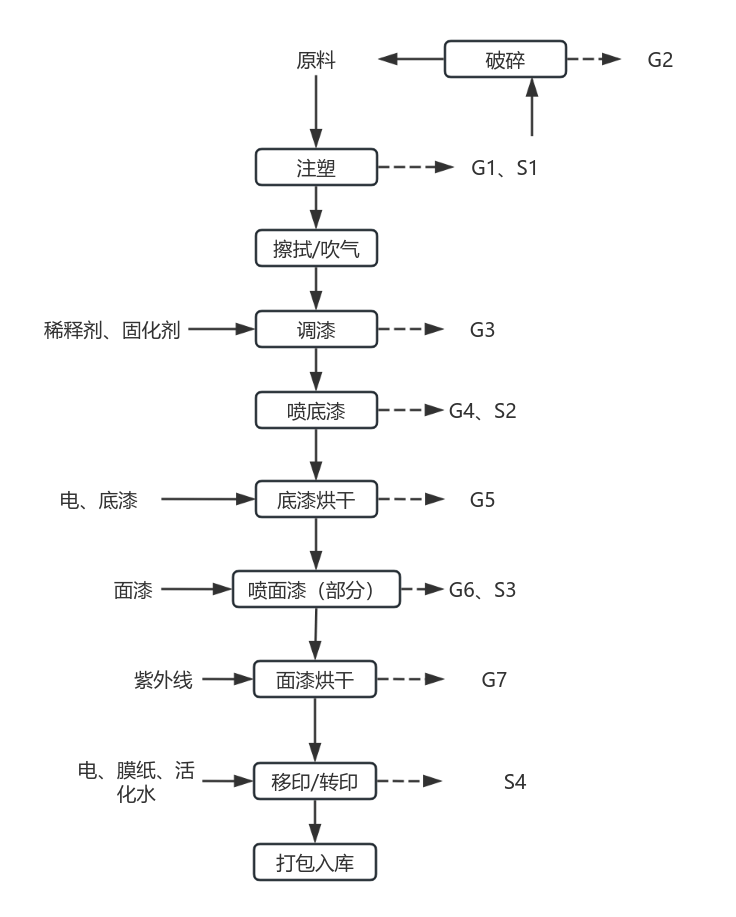 原料
破碎
G2
注塑
G1、S1
擦拭/吹气
稀释剂、固化剂
调漆
G3
喷底漆
G4、S2
电、底漆
底漆烘干
G5
面漆
喷面漆（部分）
G6、S3
紫外线
面漆烘干
G7
电、膜纸、活
化水
移印/转印
S4
打包入库